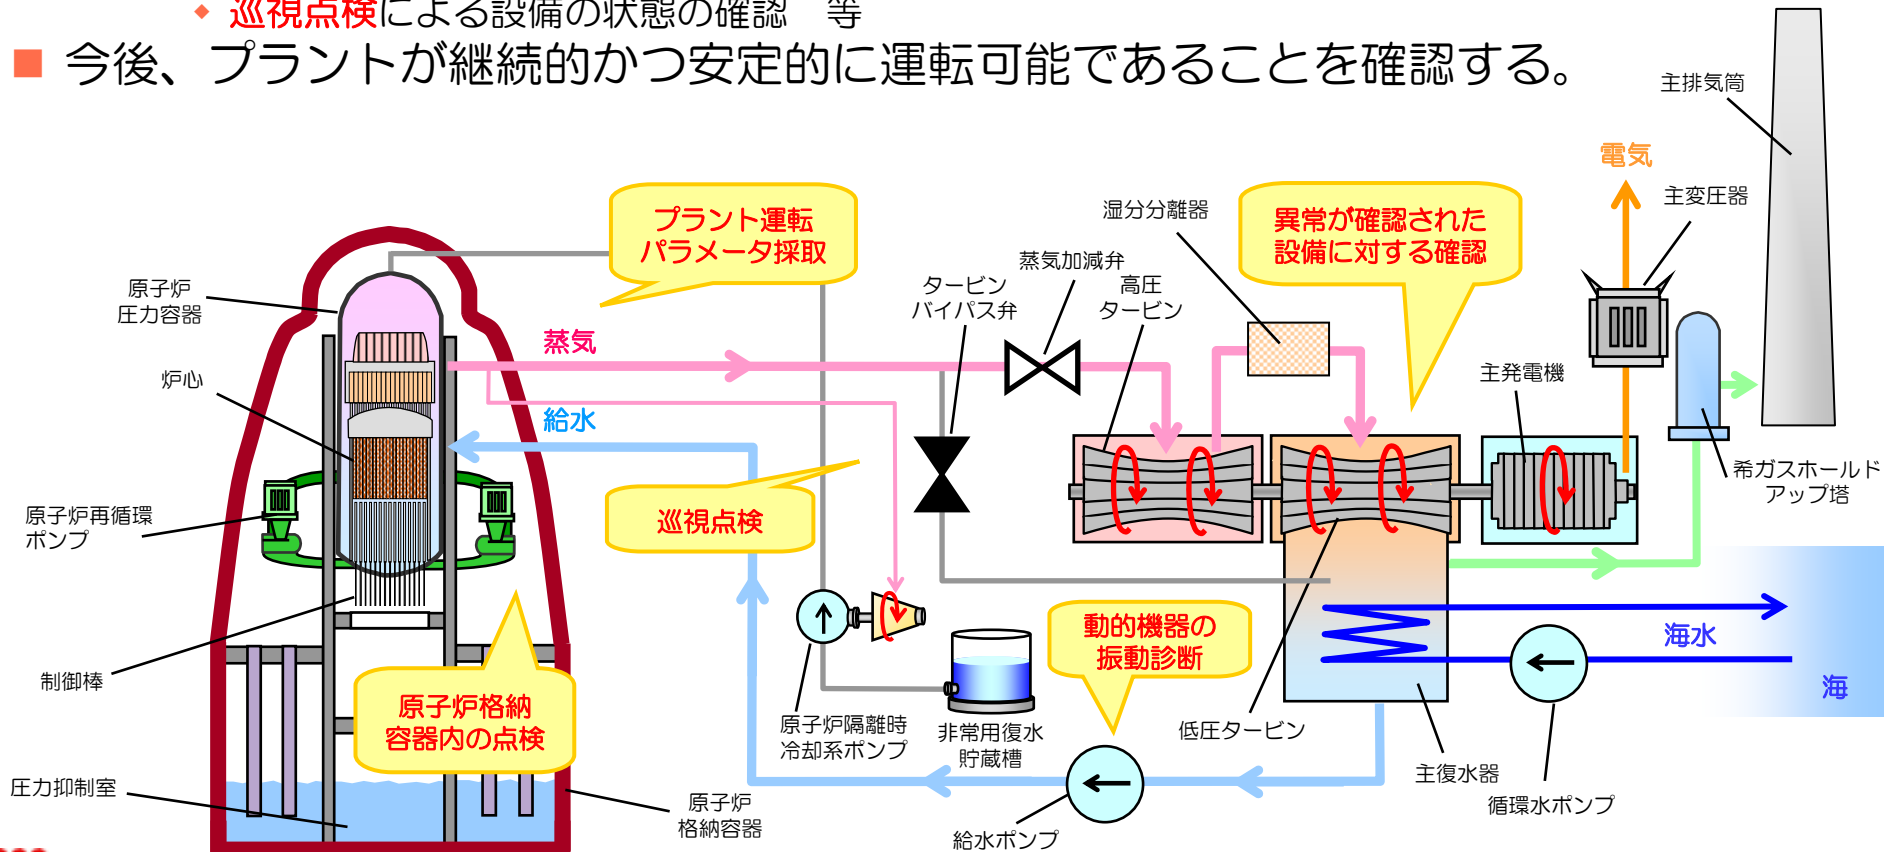 巡視点検による設備の状態の確認　等
今後、プラントが継続的かつ安定的に運転可能であることを確認する。
主排気筒
電気
主変圧器
プラント運転
パラメータ採取
湿分分離器
異常が確認された
設備に対する確認
蒸気加減弁
タービン
バイパス弁
高圧
タービン
原子炉
圧力容器
蒸気
炉心
主発電機
給水
希ガスホールド
アップ塔
原子炉再循環
ポンプ
巡視点検
動的機器の
振動診断
海水
海
制御棒
原子炉格納
容器内の点検
原子炉隔離時
冷却系ポンプ
非常用復水
貯蔵槽
低圧タービン
主復水器
圧力抑制室
原子炉
格納容器
循環水ポンプ
給水ポンプ